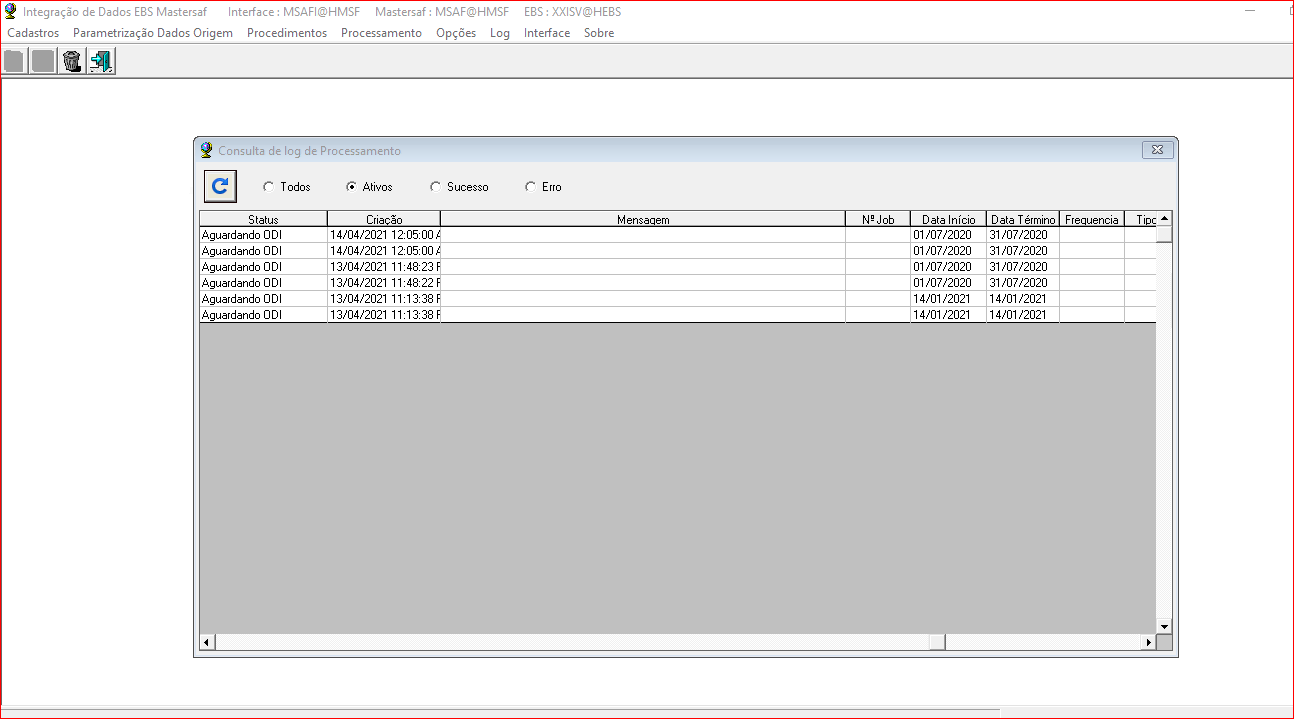 Integração de Dados EBS Mastersaf Interface : MSAFI@HMSF Mastersaf : MSAF@HMSF EBS : XXISV@HEBS
Cadastros Parametrização Dados Origem Procedimentos Processamento Opções Log Interface Sobre
Consulta de log de Processamento
Todos Ativos Sucesso Erro
Status Criação Mensagem Nº Job Data Início Data Término Frequencia Tipo
Aguardando ODI 14/04/2021 12:05:00 A 01/07/2020 31/07/2020
Aguardando ODI 14/04/2021 12:05:00 A 01/07/2020 31/07/2020
Aguardando ODI 13/04/2021 11:48:23 P 01/07/2020 31/07/2020
Aguardando ODI 13/04/2021 11:48:22 P 01/07/2020 31/07/2020
Aguardando ODI 13/04/2021 11:13:38 P 14/01/2021 14/01/2021
Aguardando ODI 13/04/2021 11:13:38 P 14/01/2021 14/01/2021